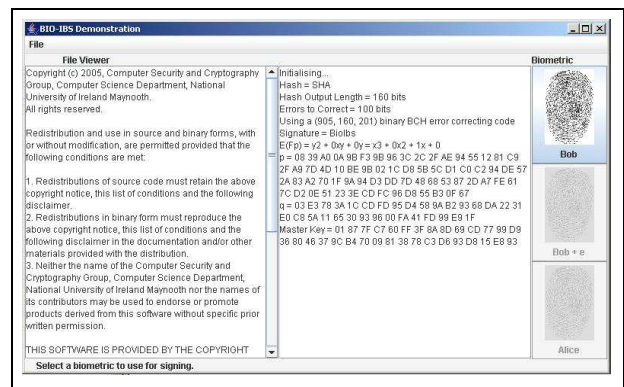 BIO-IBS Demonstration
File
File Viewer
Biometric
Copyright (c) 2005, Computer Security and Cryptography
Group, Computer Science Department, National
University of Ireland Maynooth.
All rights reserved.
Redistribution and use in source and binary forms, with
or without modification, are permitted provided that the
following conditions are met:
1. Redistributions of source code must retain the above
copyright notice, this list of conditions and the following
disclaimer.
2. Redistributions in binary form must reproduce the
above copyright notice, this list of conditions and the
following disclaimer in the documentation and/or other
materials provided with the distribution.
3. Neither the name of the Computer Security and
Cryptography Group, Computer Science Department,
National University of Ireland Maynooth nor the names of
its contributors may be used to endorse or promote
products derived from this software without specific prior
written permission.
THIS SOFTWARE IS PROVIDED BY THE COPYRIGHT
Initialising...
Hash = SHA
Hash Output Length = 160 bits
Errors to Correct = 100 bits
Using a (905, 160, 201) binary BCH error correcting code
Signature = BioIbs
E(Fp) = y2 + 0xy + 0y = x3 + 0x2 + 1x + 0
p = 08 39 A0 0A 9B F3 9B 96 3C 2C 2F AE 94 55 12 81 C9
2F A9 7D 4D 10 BE 9B 02 1C D8 5B 5C D1 C0 C2 94 DE 57
2A 83 A2 70 1F 9A 94 D3 DD 7D 48 68 53 87 2D A7 FE 61
7C D2 0E 51 23 3E CD FC 96 D8 55 B3 0F 67
q = 03 E3 78 3A 1C CD FD 95 D4 58 9A B2 93 68 DA 22 31
E0 C8 5A 11 65 30 93 96 00 FA 41 FD 99 E9 1F
Master Key = 01 87 7F C7 60 FF 3F 8A 8D 69 CD 77 99 D9
36 80 46 37 9C B4 70 09 81 38 78 C3 D6 93 D8 15 E8 93
Bob
Bob + e
Alice
Select a biometric to use for signing.